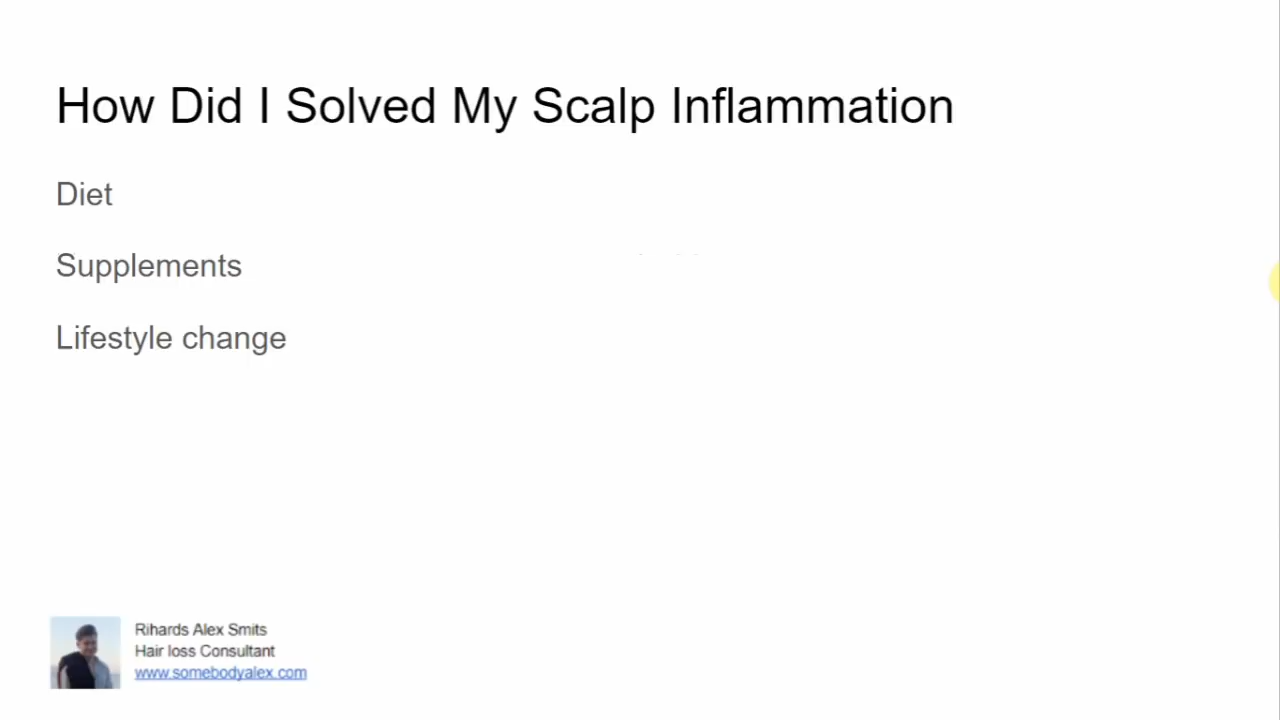 How Did I Solved My Scalp Inflammation
Diet
Supplements
Lifestyle change
Rihards Alex Smits
Hair loss Consultant
www.somebodyalex.com